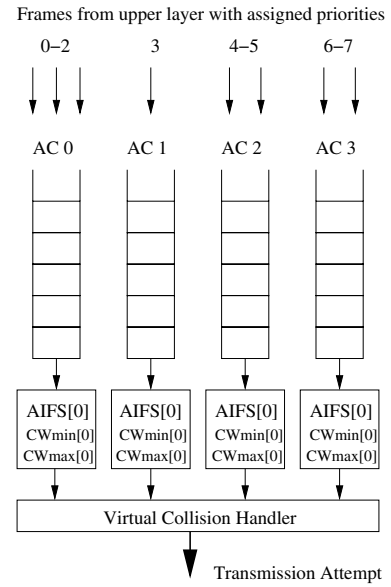 Frames from upper layer with assigned priorities
0−2 3 4−5 6−7
AC 0 AC 1 AC 2 AC 3
AIFS[0] AIFS[0] AIFS[0] AIFS[0]
CWmin[0] CWmin[0] CWmin[0] CWmin[0]
CWmax[0] CWmax[0] CWmax[0] CWmax[0]
Virtual Collision Handler
Transmission Attempt